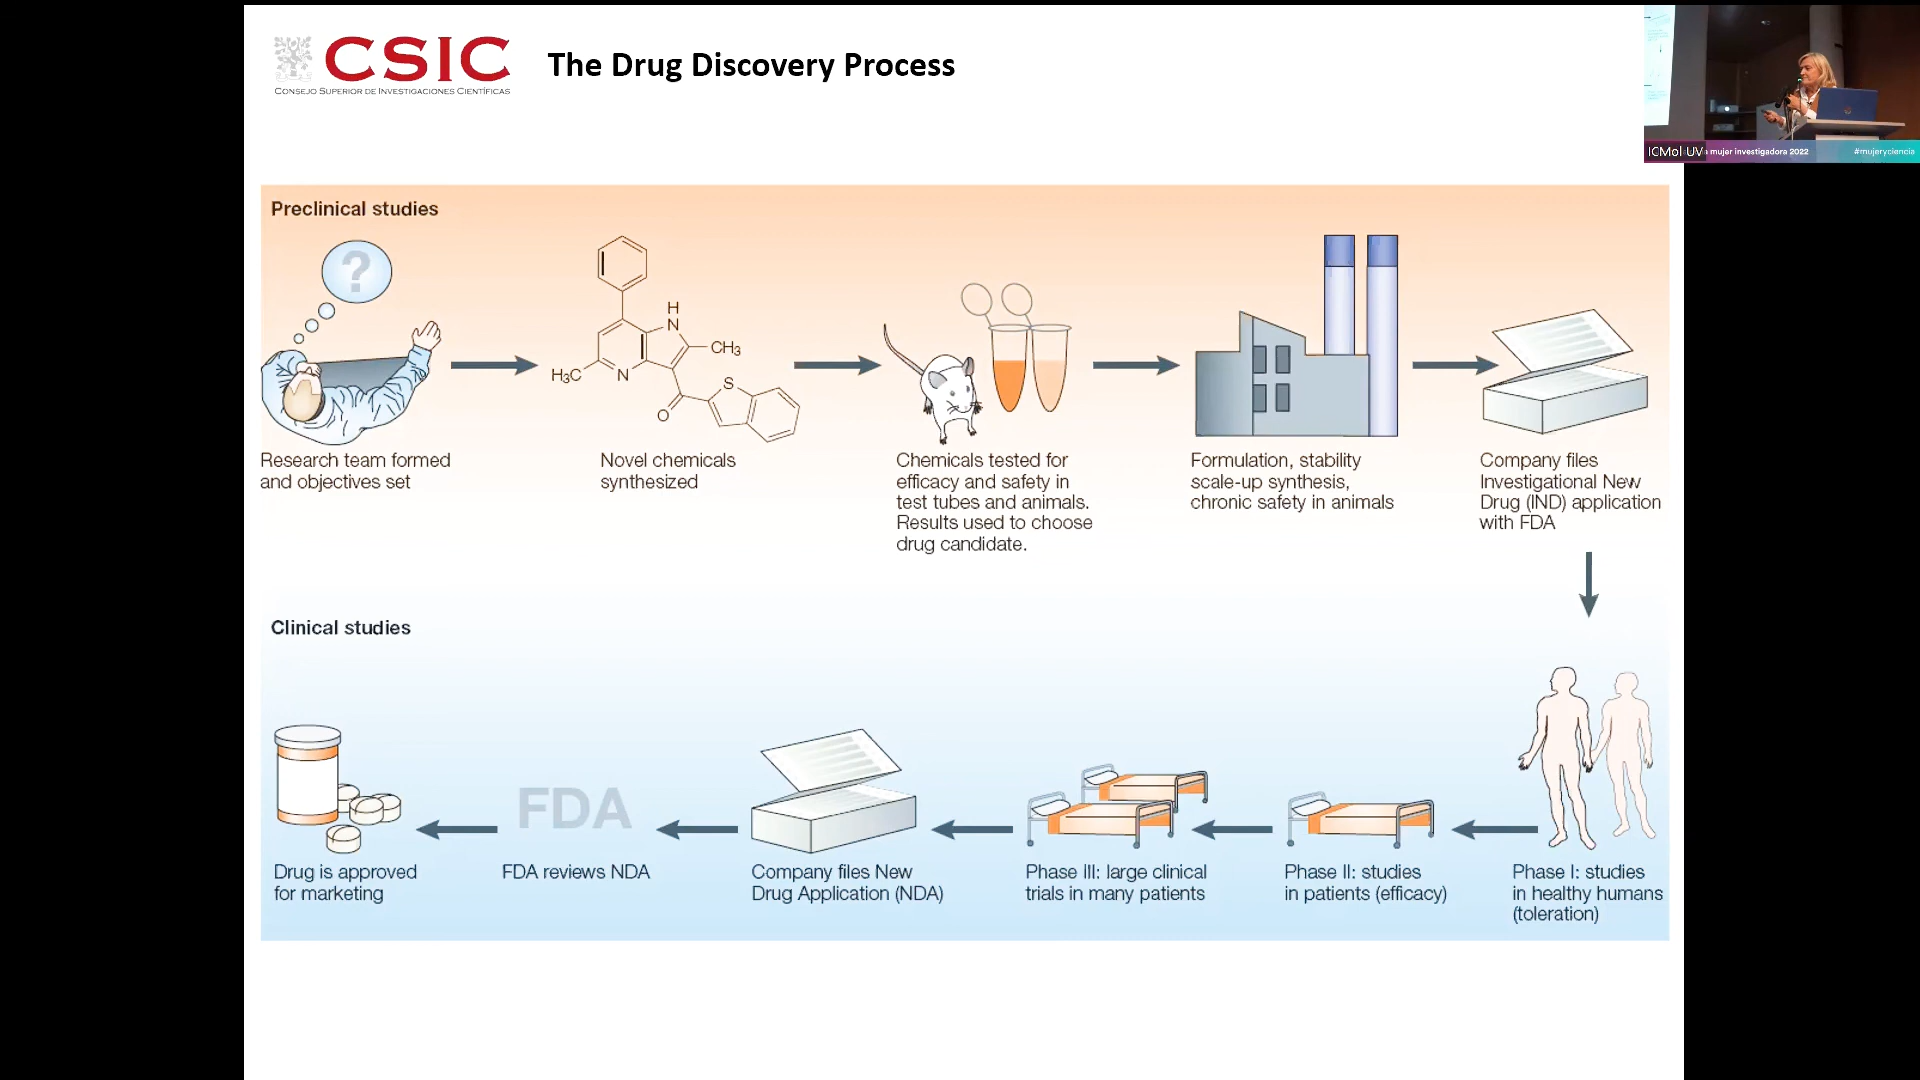 CSIC
CONSEJO SUPERIOR DE INVESTIGACIONES CIENTÍFICAS
The Drug Discovery Process
ICMol UV
mujer investigadora 2022
#mujeryciencia
Preclinical studies
?
H
N
CH₃
H₃C
N
S
O
Research team formed
and objectives set
Novel chemicals
synthesized
Chemicals tested for
efficacy and safety in
test tubes and animals.
Results used to choose
drug candidate.
Formulation, stability
scale-up synthesis,
chronic safety in animals
Company files
Investigational New
Drug (IND) application
with FDA
Clinical studies
FDA
Drug is approved
for marketing
FDA reviews NDA
Company files New
Drug Application (NDA)
Phase III: large clinical
trials in many patients
Phase II: studies
in patients (efficacy)
Phase I: studies
in healthy humans
(toleration)